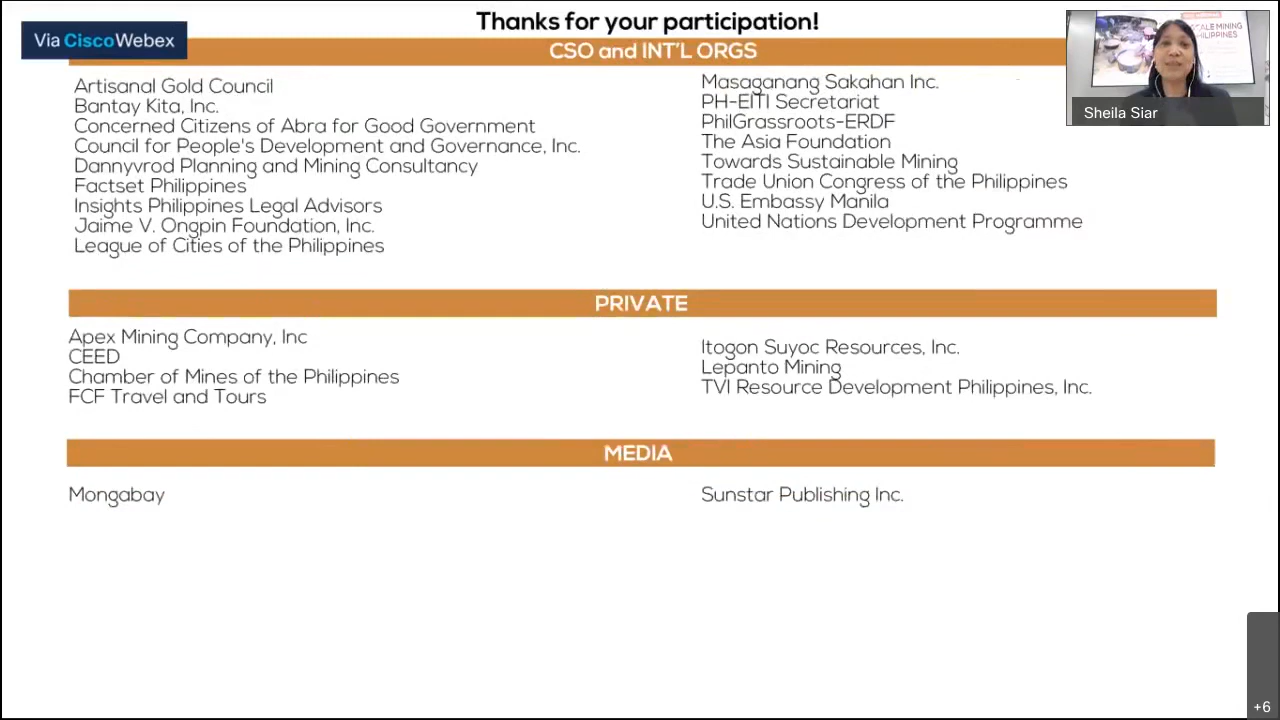 Thanks for your participation!
Via CiscoWebex
CSO and INT'L ORGS
Artisanal Gold Council
Bantay Kita, Inc.
Concerned Citizens of Abra for Good Government
Council for People's Development and Governance, Inc.
Dannyvrod Planning and Mining Consultancy
Factset Philippines
Insights Philippines Legal Advisors
Jaime V. Ongpin Foundation, Inc.
League of Cities of the Philippines
Masaganang Sakahan Inc.
PH-EITI Secretariat
PhilGrassroots-ERDF
The Asia Foundation
Towards Sustainable Mining
Trade Union Congress of the Philippines
U.S. Embassy Manila
United Nations Development Programme
SCALE MINING
PHILIPPINES
Sheila Siar
PRIVATE
Apex Mining Company, Inc
CEED
Chamber of Mines of the Philippines
FCF Travel and Tours
Itogon Suyoc Resources, Inc.
Lepanto Mining
TVI Resource Development Philippines, Inc.
MEDIA
Mongabay
Sunstar Publishing Inc.
+6